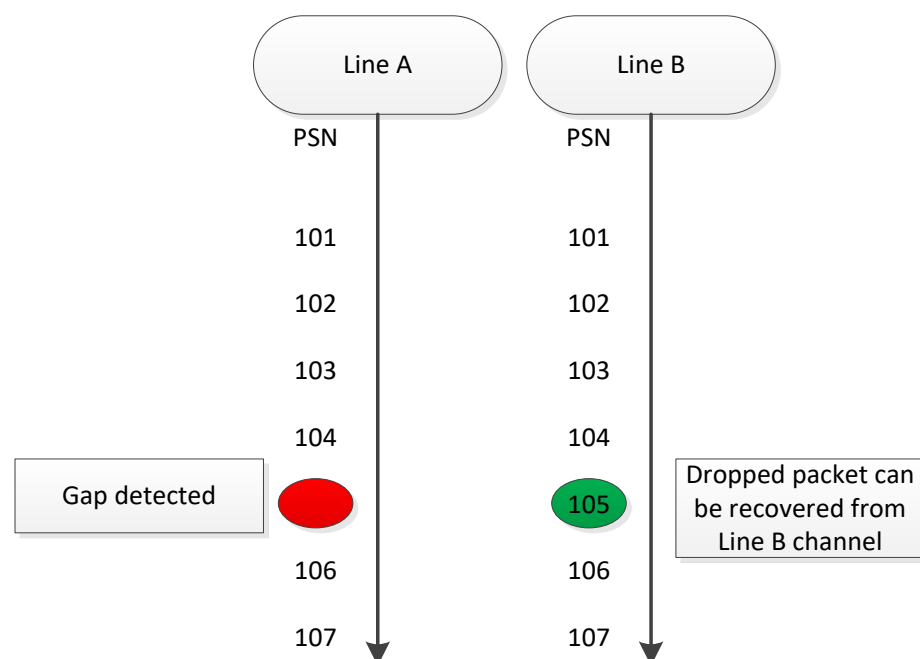 Line A
Line B
PSN
PSN
101
101
102
102
103
103
104
104
Gap detected
105
Dropped packet can
be recovered from
Line B channel
106
106
107
107